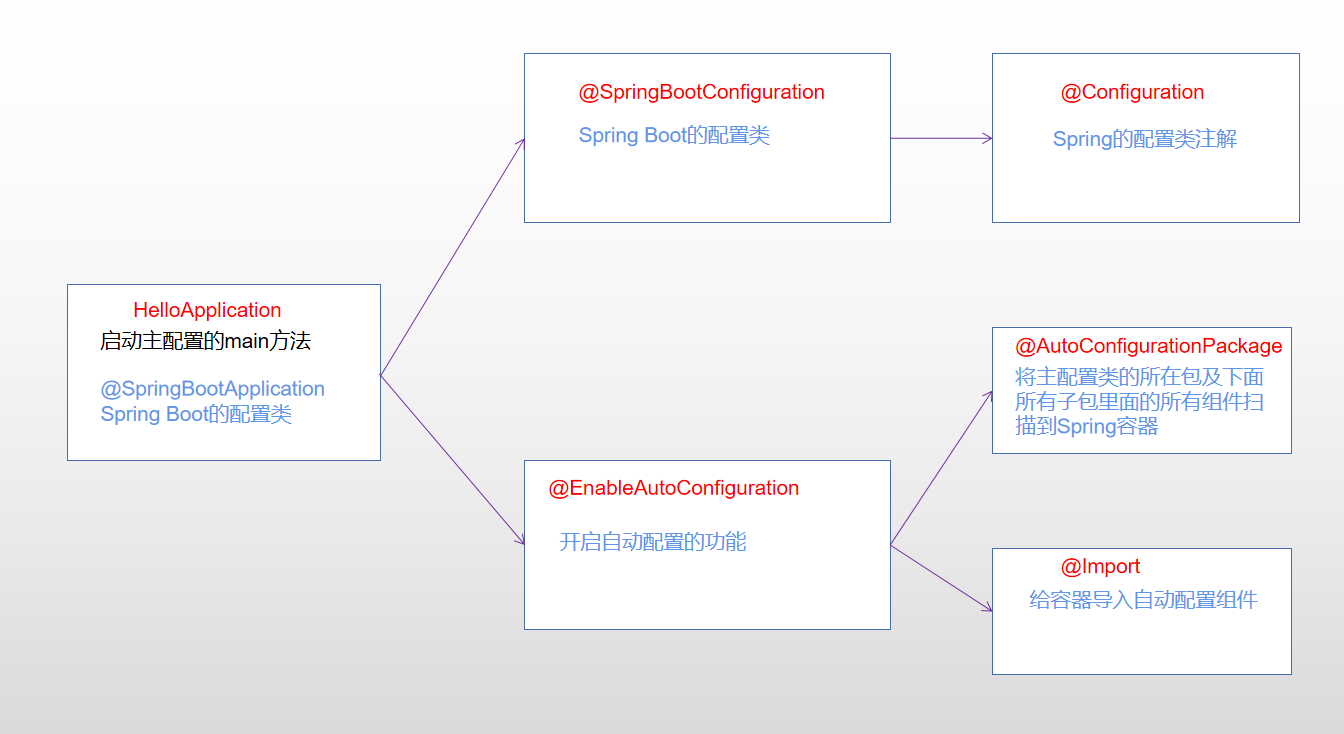 HelloApplication
启动主配置的main方法
@SpringBootApplication
Spring Boot的配置类
@SpringBootConfiguration
Spring Boot的配置类
@Configuration
Spring的配置类注解
@EnableAutoConfiguration
开启自动配置的功能
@AutoConfigurationPackage
将主配置类的所在包及下面
所有子包里面的所有组件扫
描到Spring容器
@Import
给容器导入自动配置组件